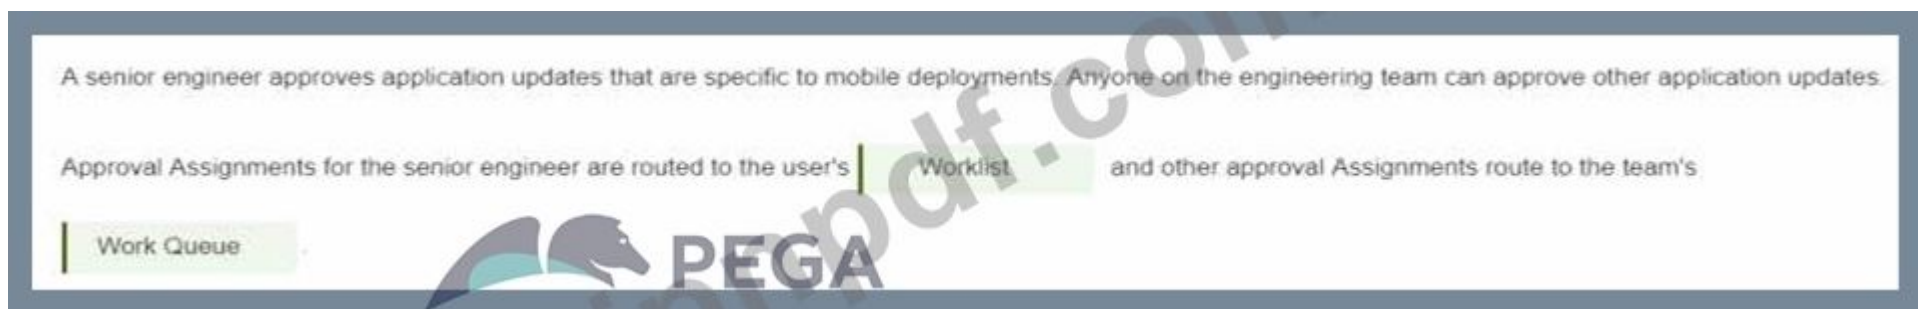 A senior engineer approves application updates that are specific to mobile deployments. Anyone on the engineering team can approve other application updates.
Approval Assignments for the senior engineer are routed to the user's Worklist and other approval Assignments route to the team's
Work Queue .
PEGA
pdf.com